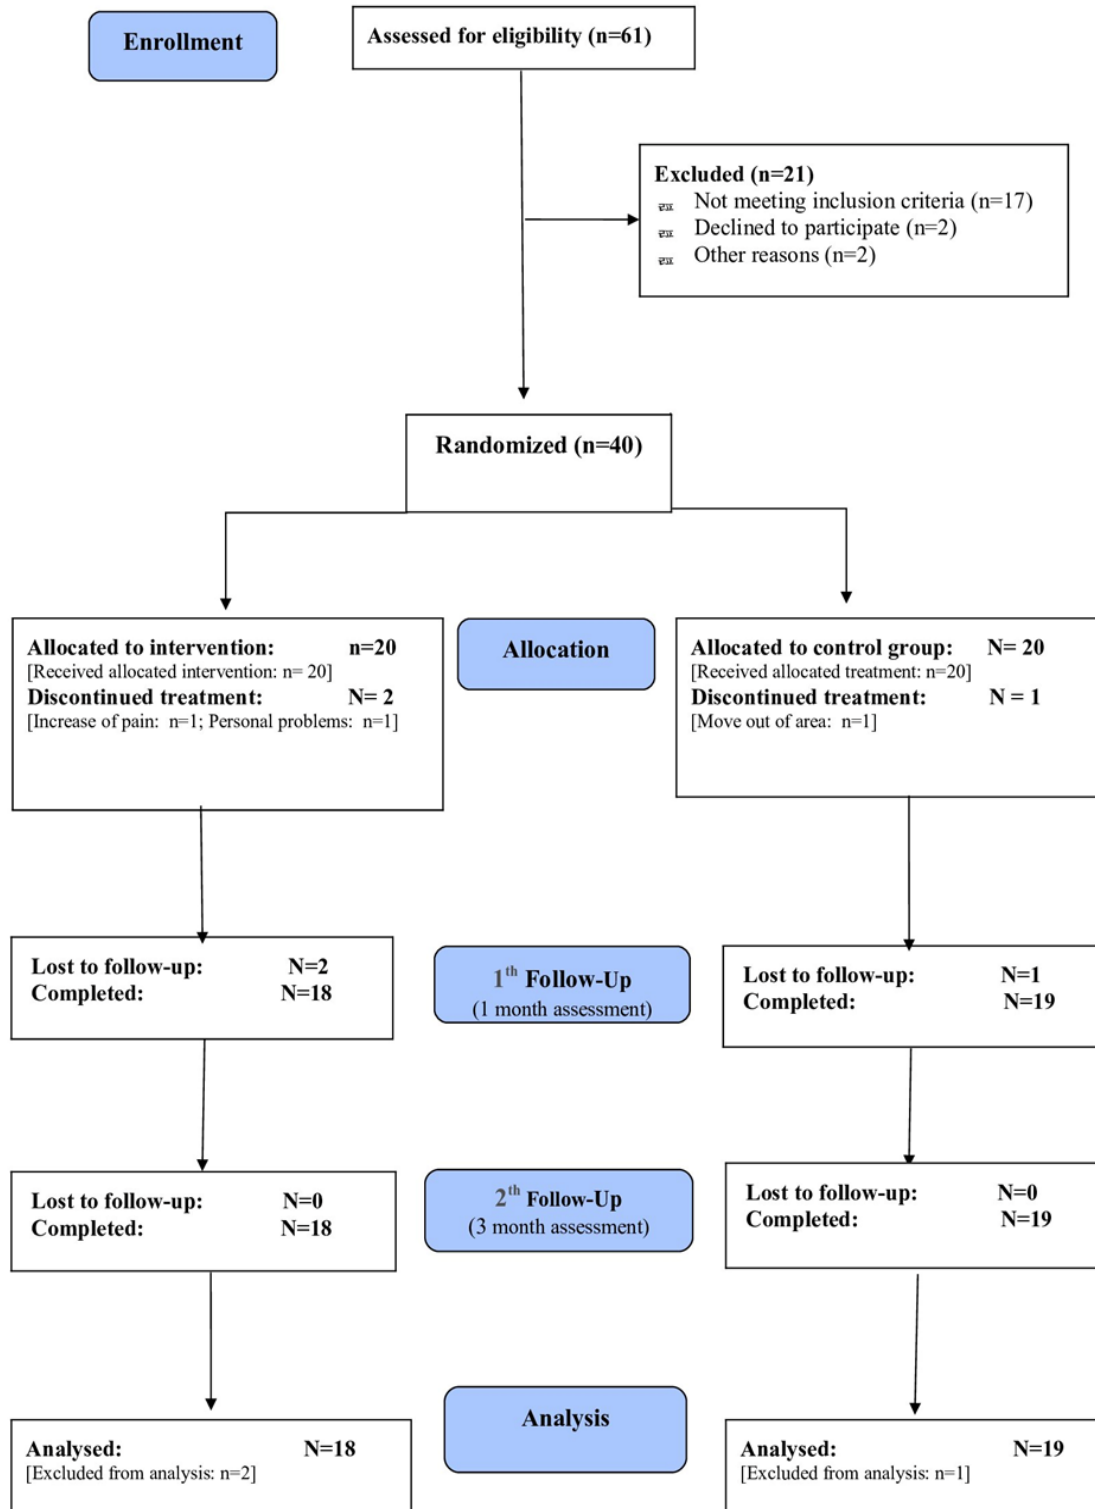 Enrollment
Assessed for eligibility (n=61)
Excluded (n=21)
Not meeting inclusion criteria (n=17)
Declined to participate (n=2)
Other reasons (n=2)
Randomized (n=40)
Allocated to intervention: n=20
[Received allocated intervention: n= 20]
Discontinued treatment: N= 2
[Increase of pain: n=1; Personal problems: n=1]
Allocation
Allocated to control group: N= 20
[Received allocated treatment: n=20]
Discontinued treatment: N = 1
[Move out of area: n=1]
Lost to follow-up: N=2
Completed: N=18
1th Follow-Up
(1 month assessment)
Lost to follow-up: N=1
Completed: N=19
Lost to follow-up: N=0
Completed: N=18
2th Follow-Up
(3 month assessment)
Lost to follow-up: N=0
Completed: N=19
Analysis
Analysed: N=18
[Excluded from analysis: n=2]
Analysed: N=19
[Excluded from analysis: n=1]